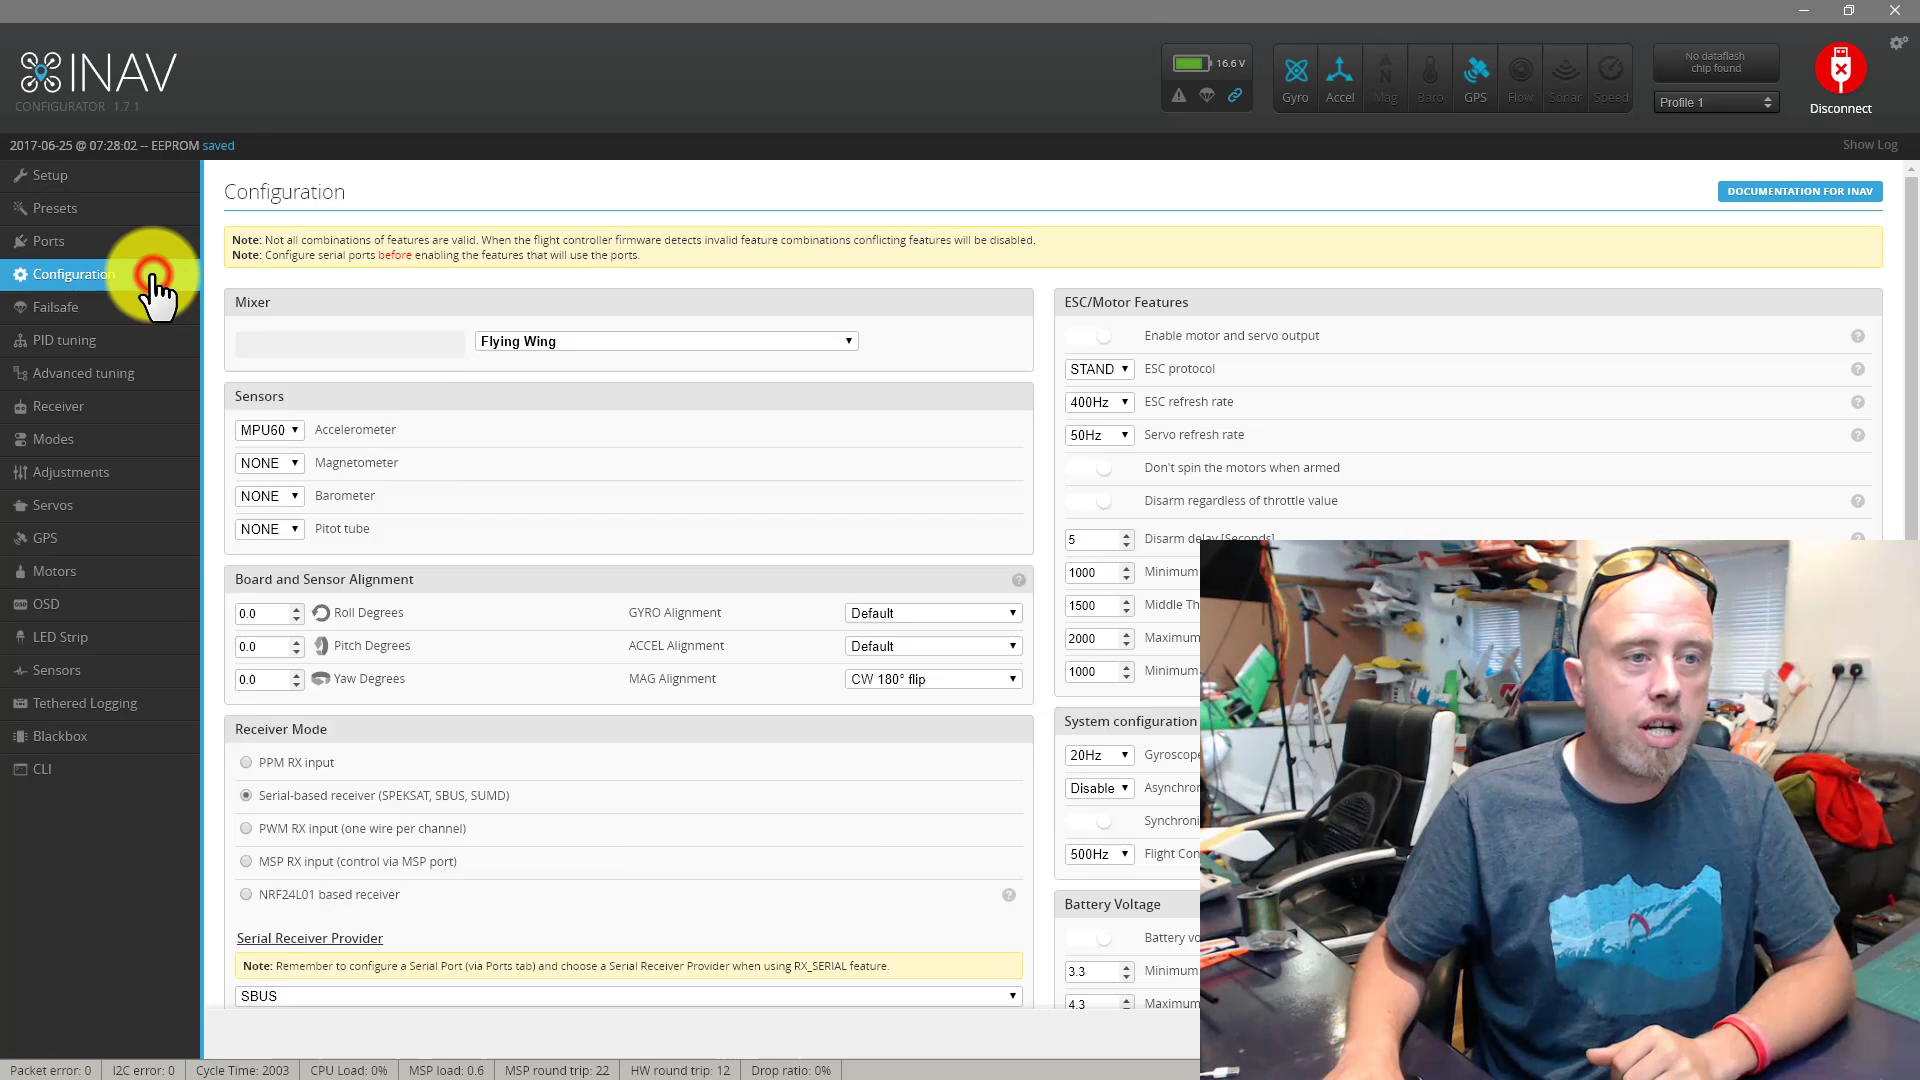 INAV
CONFIGURATOR 1.7.1
16.6 V
Gyro
Accel
Mag
Baro
GPS
Flow
Sonar
Speed
No dataflash
chip found
Profile 1
Disconnect
2017-06-25 @ 07:28:02 -- EEPROM saved
Show Log
Setup
Presets
Ports
Configuration
Failsafe
PID tuning
Advanced tuning
Receiver
Modes
Adjustments
Servos
GPS
Motors
OSD
LED Strip
Sensors
Tethered Logging
Blackbox
CLI
Configuration
DOCUMENTATION FOR INAV
Note: Not all combinations of features are valid. When the flight controller firmware detects invalid feature combinations conflicting features will be disabled.
Note: Configure serial ports before enabling the features that will use the ports.
Mixer
Flying Wing
Sensors
MPU60 Accelerometer
NONE Magnetometer
NONE Barometer
NONE Pitot tube
Board and Sensor Alignment
0.0 Roll Degrees GYRO Alignment Default
0.0 Pitch Degrees ACCEL Alignment Default
0.0 Yaw Degrees MAG Alignment CW 180° flip
Receiver Mode
PPM RX input
Serial-based receiver (SPEKSAT, SBUS, SUMD)
PWM RX input (one wire per channel)
MSP RX input (control via MSP port)
NRF24L01 based receiver
Serial Receiver Provider
Note: Remember to configure a Serial Port (via Ports tab) and choose a Serial Receiver Provider when using RX_SERIAL feature.
SBUS
ESC/Motor Features
Enable motor and servo output
STAND ESC protocol
400Hz ESC refresh rate
50Hz Servo refresh rate
Don't spin the motors when armed
Disarm regardless of throttle value
5 Disarm delay [Seconds]
1000 Minimum
1500 Middle Th
2000 Maximum
1000 Minimum
System configuration
20Hz Gyroscope
Disable Asynchron
Synchroni
500Hz Flight Con
Battery Voltage
Battery vo
3.3 Minimum
4.3 Maximum
Packet error: 0
I2C error: 0
Cycle Time: 2003
CPU Load: 0%
MSP load: 0.6
MSP round trip: 22
HW round trip: 12
Drop ratio: 0%